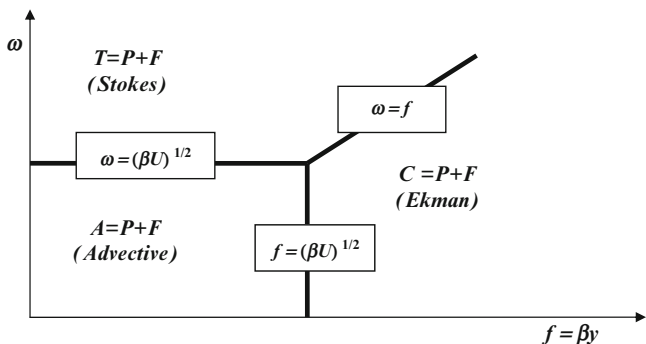 ω
T=P+F
(Stokes)
ω=f
ω=(βU) 1/2
C =P+F
(Ekman)
A=P+F
(Advective)
f=(βU) 1/2
f = βy